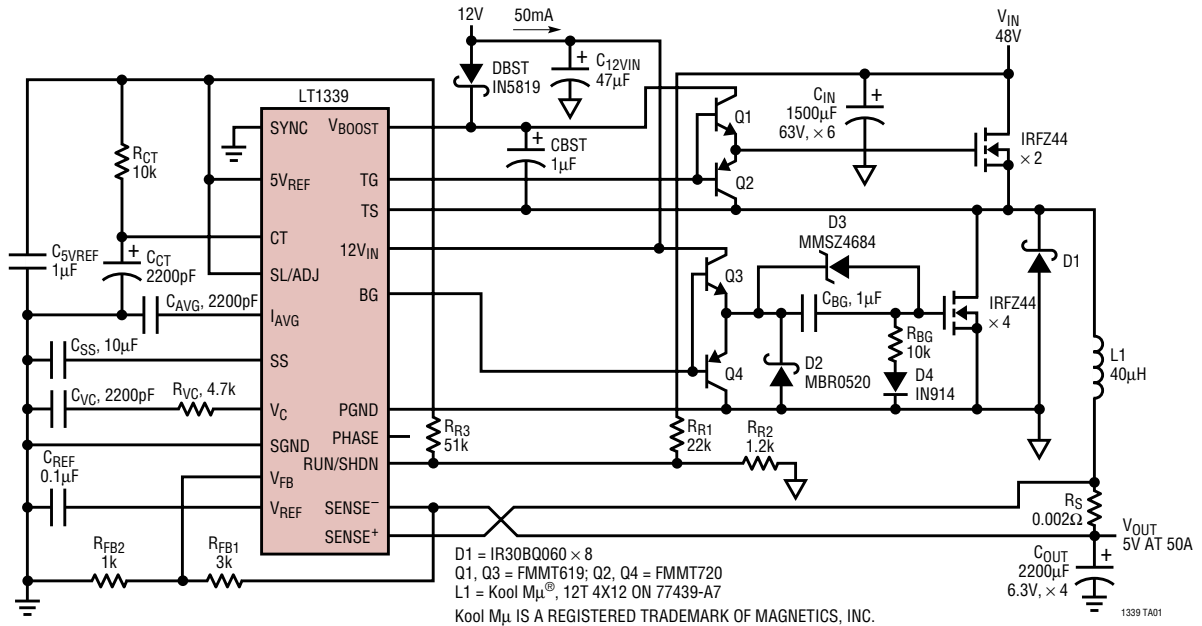 12V
50mA
V_IN
48V
DBST
IN5819
C_12VIN
47µF
LT1339
SYNC
V_BOOST
5V_REF
TG
TS
CT
12V_IN
SL/ADJ
BG
I_AVG
SS
V_C
PGND
PHASE
SGND
RUN/SHDN
V_FB
V_REF
SENSE–
SENSE+
R_CT
10k
C_5VREF
1µF
C_CT
2200pF
C_AVG, 2200pF
C_SS, 10µF
C_VC, 2200pF
R_VC, 4.7k
C_REF
0.1µF
R_FB2
1k
R_FB1
3k
+
CBST
1µF
Q1
Q2
C_IN
1500µF
63V, × 6
IRFZ44
× 2
D3
MMSZ4684
D1
Q3
C_BG, 1µF
IRFZ44
× 4
R_BG
10k
Q4
D2
MBR0520
D4
IN914
L1
40µH
R_R3
51k
R_R1
22k
R_R2
1.2k
R_S
0.002Ω
V_OUT
5V AT 50A
C_OUT
2200µF
6.3V, × 4
+
+
+
+
D1 = IR30BQ060 × 8
Q1, Q3 = FMMT619; Q2, Q4 = FMMT720
L1 = Kool Mµ®, 12T 4X12 ON 77439-A7
Kool Mµ IS A REGISTERED TRADEMARK OF MAGNETICS, INC.
1339 TA01